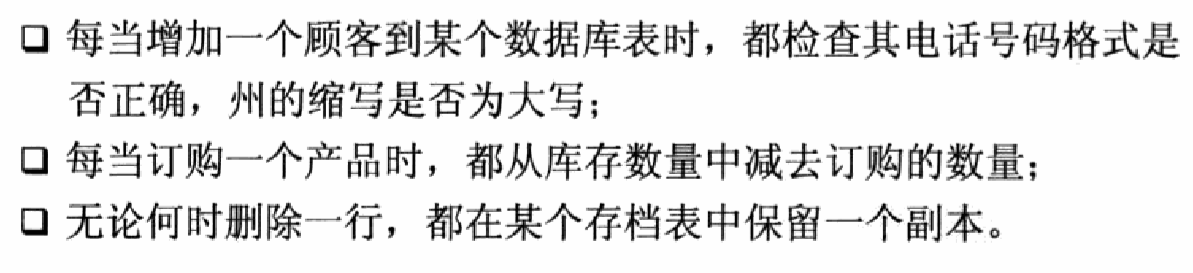 ❑ 每当增加一个顾客到某个数据库表时，都检查其电话号码格式是
否正确，州的缩写是否为大写；
❑ 每当订购一个产品时，都从库存数量中减去订购的数量；
❑ 无论何时删除一行，都在某个存档表中保留一个副本。